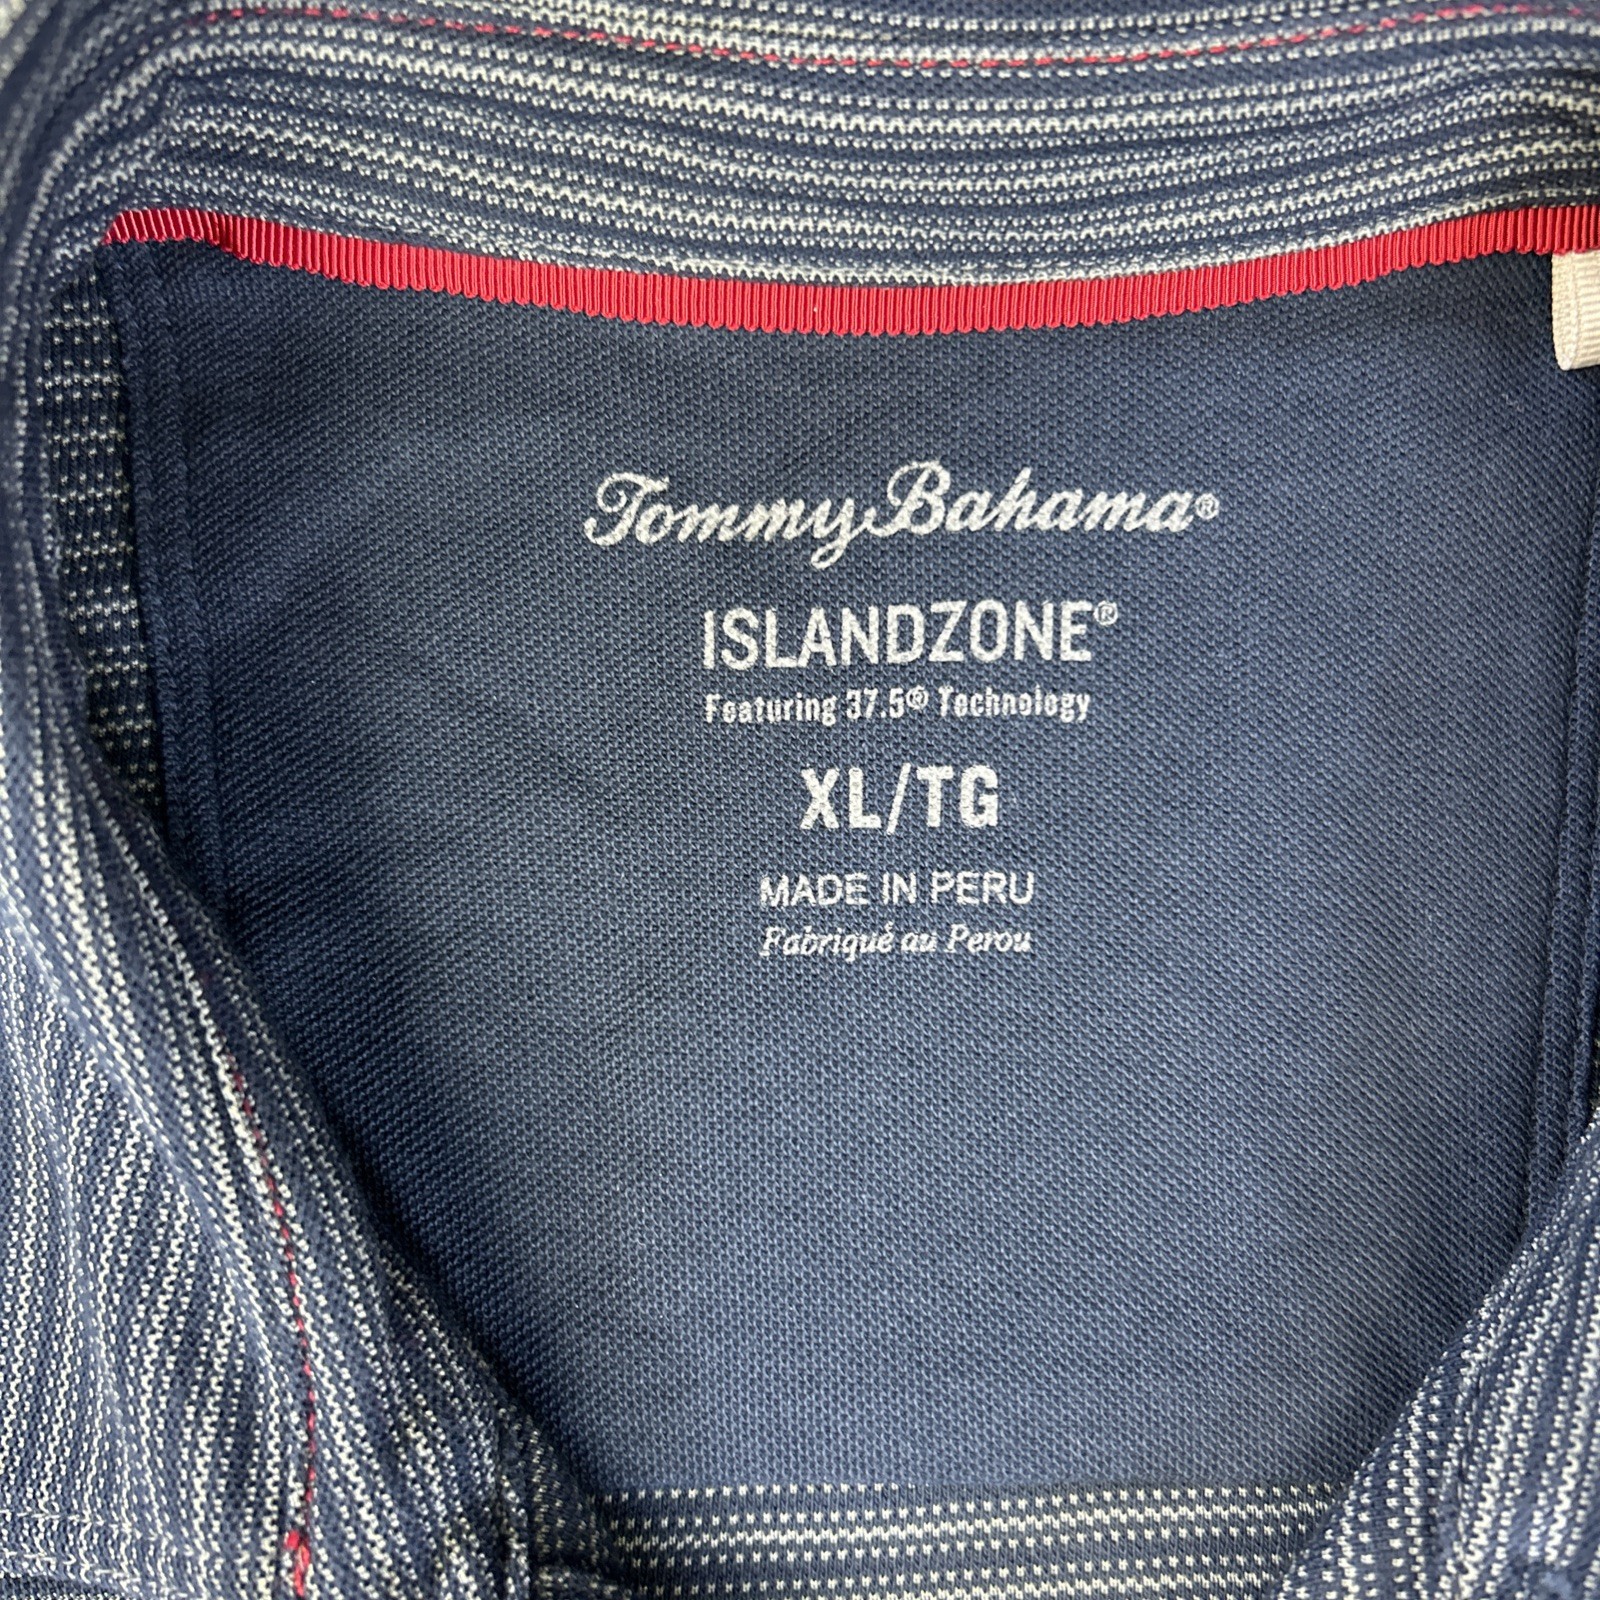 Tommy Bahama®
ISLANDZONE®
Featuring 37.5® Technology
XL/TG
MADE IN PERU
Fabriqué au Perou